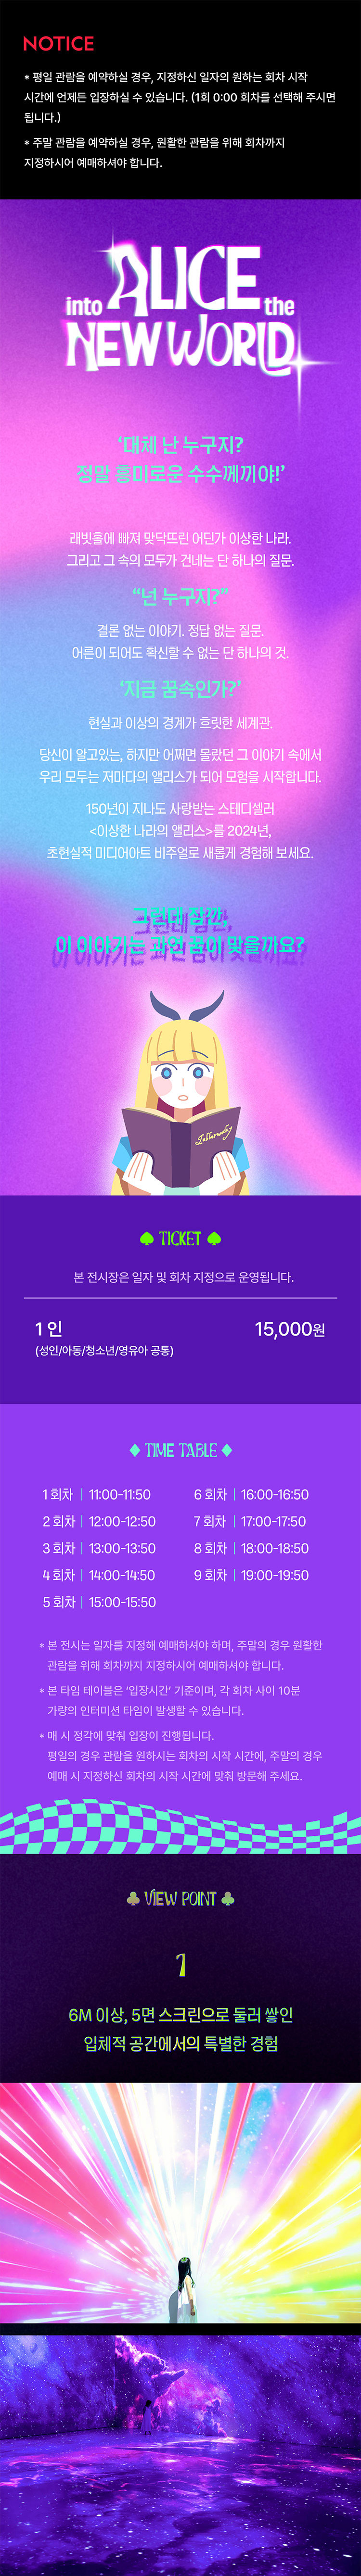 NOTICE
* 평일 관람을 예약하실 경우, 지정하신 일자의 원하는 회차 시작
시간에 언제든 입장하실 수 있습니다. (1회 0:00 회차를 선택해 주시면
됩니다.)
* 주말 관람을 예약하실 경우, 원활한 관람을 위해 회차까지
지정하시어 예매하셔야 합니다.
into ALICE the
NEW WORLD
‘대체 난 누구지?
정말 흥미로운 수수께끼야!’
래빗홀에 빠져 맞닥뜨린 어딘가 이상한 나라.
그리고 그 속의 모두가 건네는 단 하나의 질문.
“넌 누구지?”
결론 없는 이야기. 정답 없는 질문.
어른이 되어도 확신할 수 없는 단 하나의 것.
‘지금 꿈속인가?’
현실과 이상의 경계가 흐릿한 세계관.
당신이 알고있는, 하지만 어쩌면 몰랐던 그 이야기 속에서
우리 모두는 저마다의 앨리스가 되어 모험을 시작합니다.
150년이 지나도 사랑받는 스테디셀러
<이상한 나라의 앨리스>를 2024년,
초현실적 미디어아트 비주얼로 새롭게 경험해 보세요.
그런데 잠깐,
이 이야기는 과연 꿈이 맞을까요?
Jabberwocky
TICKET
본 전시장은 일자 및 회차 지정으로 운영됩니다.
1 인 15,000원
(성인/아동/청소년/영유아 공통)
TIME TABLE
1 회차 | 11:00-11:50 6 회차 | 16:00-16:50
2 회차 | 12:00-12:50 7 회차 | 17:00-17:50
3 회차 | 13:00-13:50 8 회차 | 18:00-18:50
4 회차 | 14:00-14:50 9 회차 | 19:00-19:50
5 회차 | 15:00-15:50
* 본 전시는 일자를 지정해 예매하셔야 하며, 주말의 경우 원활한
관람을 위해 회차까지 지정하시어 예매하셔야 합니다.
* 본 타임 테이블은 ‘입장시간’ 기준이며, 각 회차 사이 10분
가량의 인터미션 타임이 발생할 수 있습니다.
* 매 시 정각에 맞춰 입장이 진행됩니다.
평일의 경우 관람을 원하시는 회차의 시작 시간에, 주말의 경우
예매 시 지정하신 회차의 시작 시간에 맞춰 방문해 주세요.
VIEW POINT
1
6M 이상, 5면 스크린으로 둘러 쌓인
입체적 공간에서의 특별한 경험